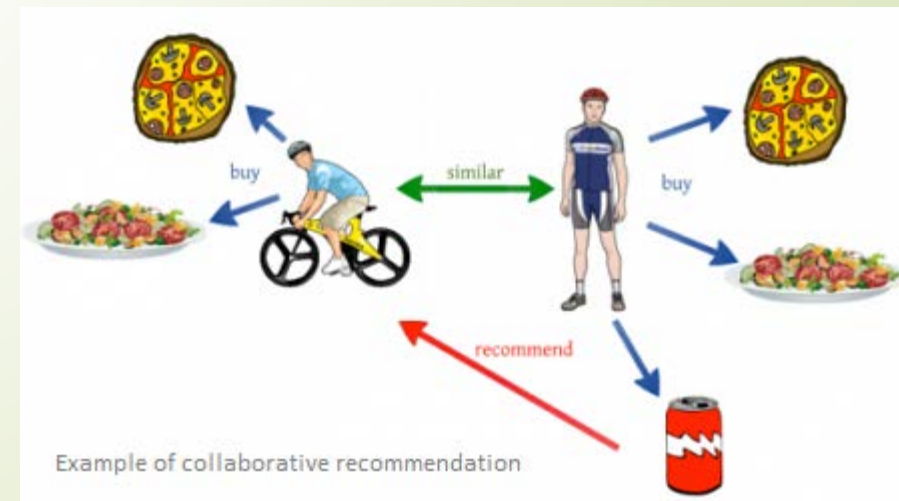 buy
similar
buy
recommend
Example of collaborative recommendation